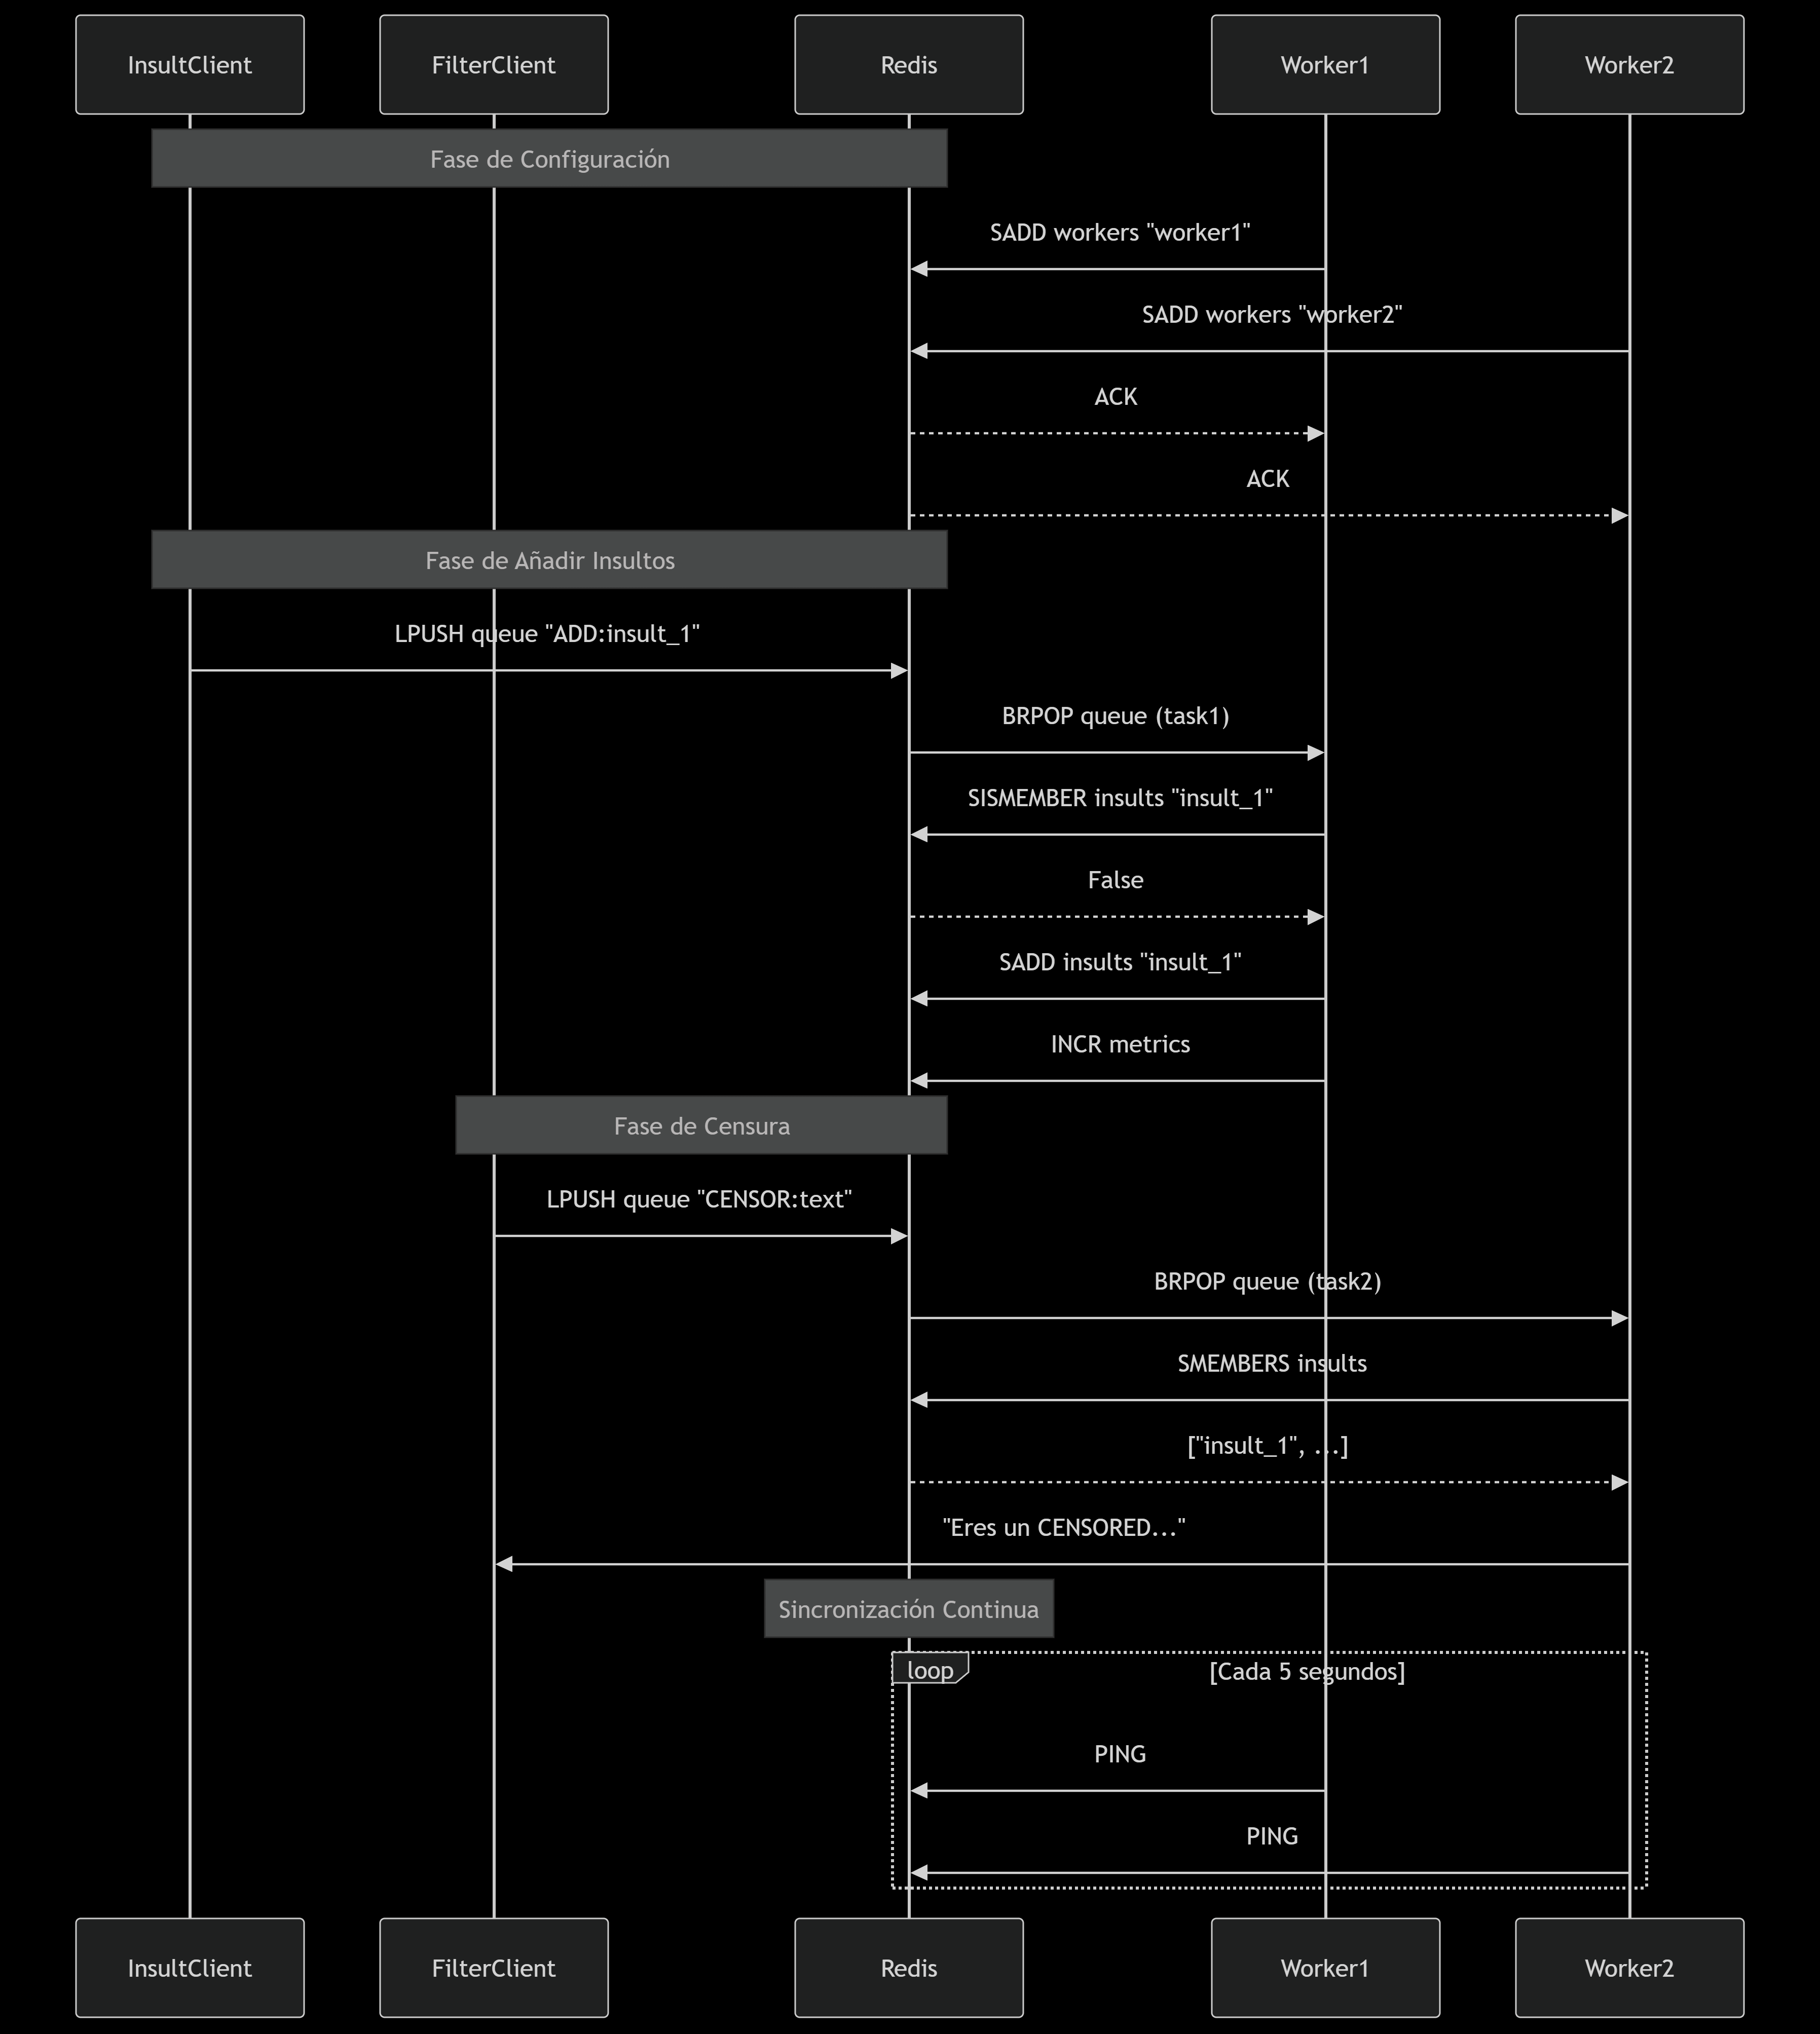 InsultClient
FilterClient
Redis
Worker1
Worker2
Fase de Configuración
SADD workers "worker1"
SADD workers "worker2"
ACK
ACK
Fase de Añadir Insultos
LPUSH queue "ADD:insult_1"
BRPOP queue (task1)
SISMEMBER insults "insult_1"
False
SADD insults "insult_1"
INCR metrics
Fase de Censura
LPUSH queue "CENSOR:text"
BRPOP queue (task2)
SMEMBERS insults
["insult_1", ...]
"Eres un CENSORED..."
Sincronización Continua
loop
[Cada 5 segundos]
PING
PING
InsultClient
FilterClient
Redis
Worker1
Worker2